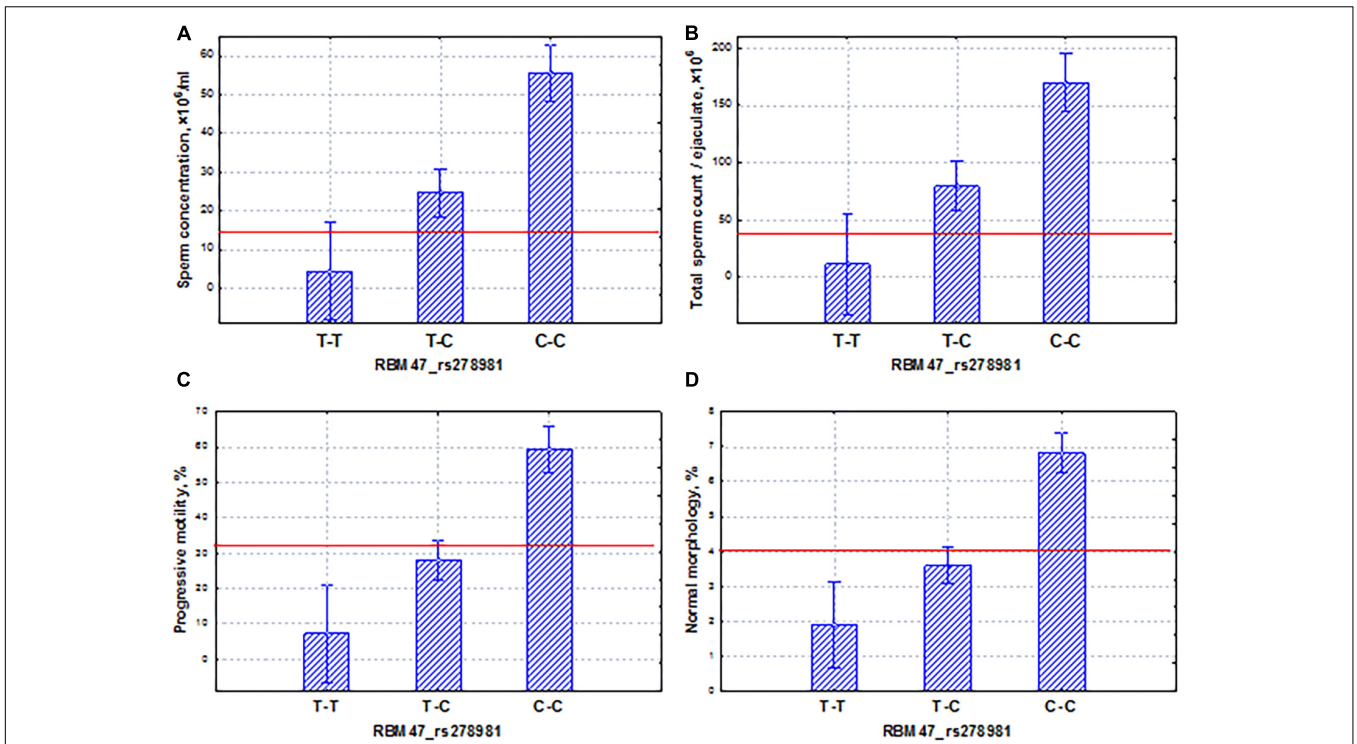 A
Sperm concentration, ×10⁶/ml
60
50
40
30
20
10
0
T-T T-C C-C
RBM47_rs278981
B
Total sperm count / ejaculate, ×10⁶
200
150
100
50
0
T-T T-C C-C
RBM47_rs278981
C
Progressive motility, %
70
60
50
40
30
20
10
0
T-T T-C C-C
RBM47_rs278981
D
Normal morphology, %
8
7
6
5
4
3
2
1
0
T-T T-C C-C
RBM47_rs278981